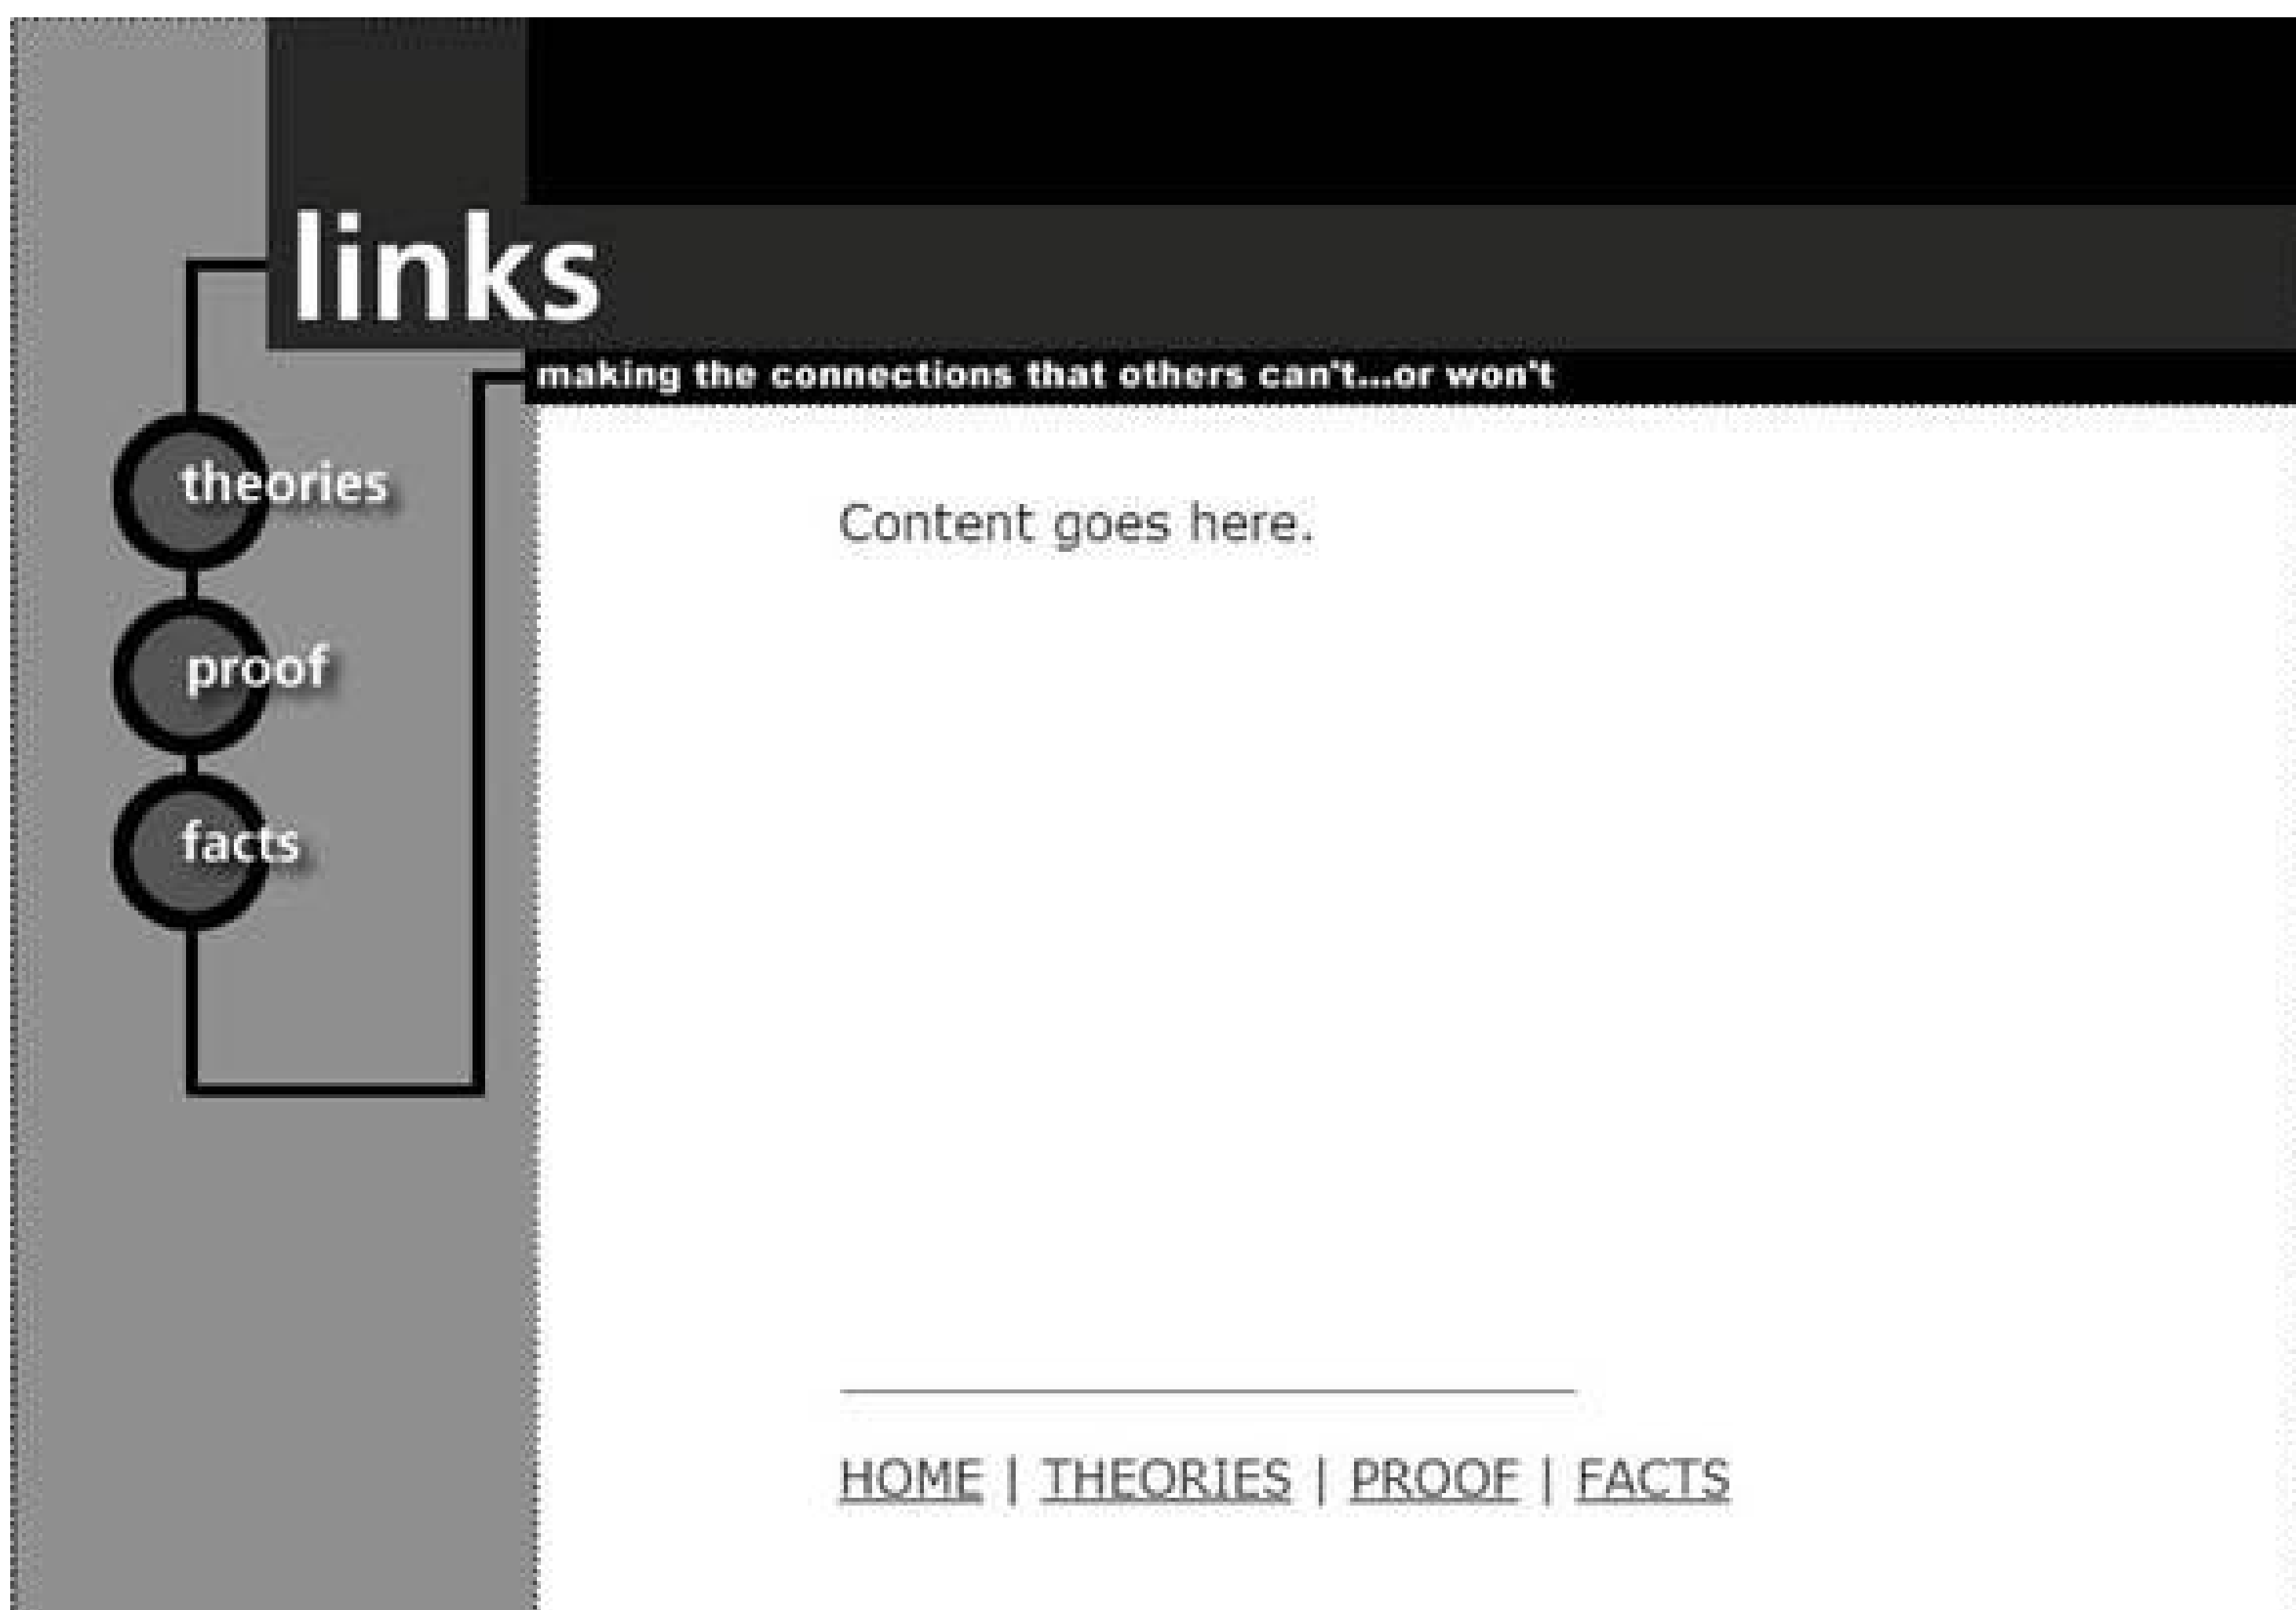 links
making the connections that others can't...or won't
theories
proof
facts
Content goes here.
HOME | THEORIES | PROOF | FACTS